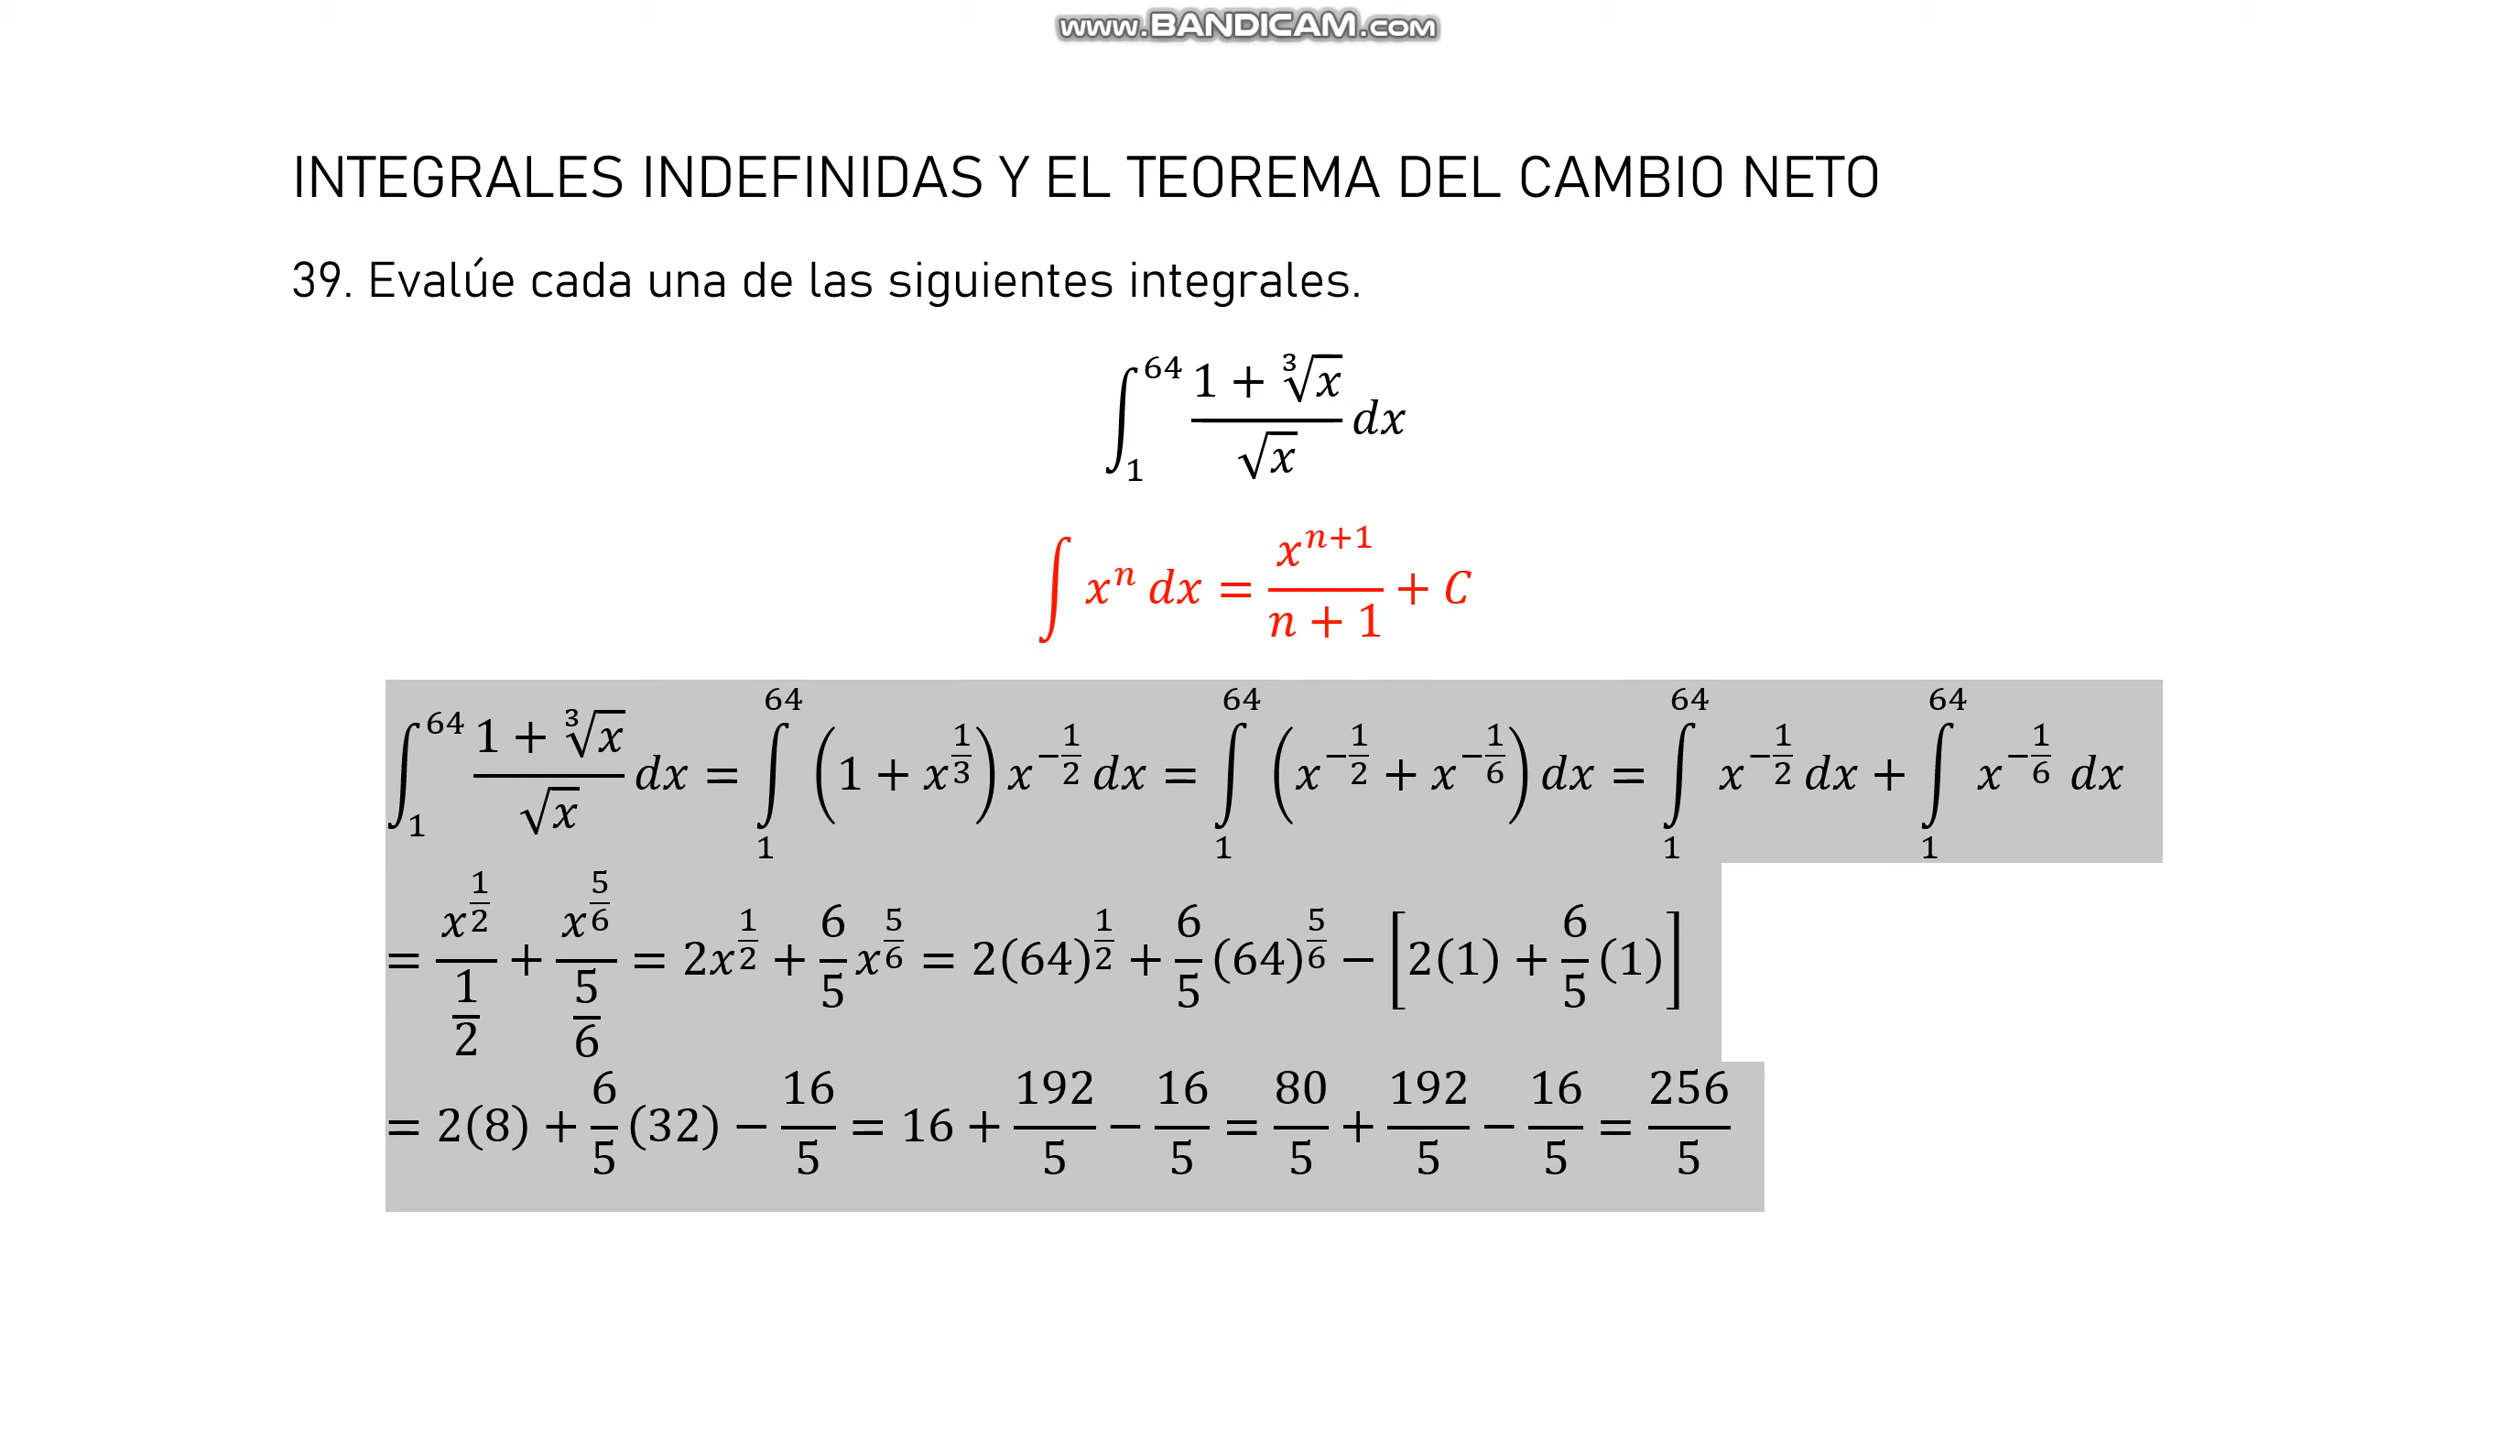 www.BANDICAM.com
INTEGRALES INDEFINIDAS Y EL TEOREMA DEL CAMBIO NETO
39. Evalúe cada una de las siguientes integrales.
∫₁⁶⁴ (1 + ∛x)/√x dx
∫ xⁿ dx = xⁿ⁺¹/(n + 1) + C
∫₁⁶⁴ (1 + ∛x)/√x dx = ∫₁⁶⁴ (1 + x^(1/3)) x^(−1/2) dx = ∫₁⁶⁴ (x^(−1/2) + x^(−1/6)) dx = ∫₁⁶⁴ x^(−1/2) dx + ∫₁⁶⁴ x^(−1/6) dx
= x^(1/2)/(1/2) + x^(5/6)/(5/6) = 2x^(1/2) + 6/5 x^(5/6) = 2(64)^(1/2) + 6/5 (64)^(5/6) − [2(1) + 6/5 (1)]
= 2(8) + 6/5 (32) − 16/5 = 16 + 192/5 − 16/5 = 80/5 + 192/5 − 16/5 = 256/5